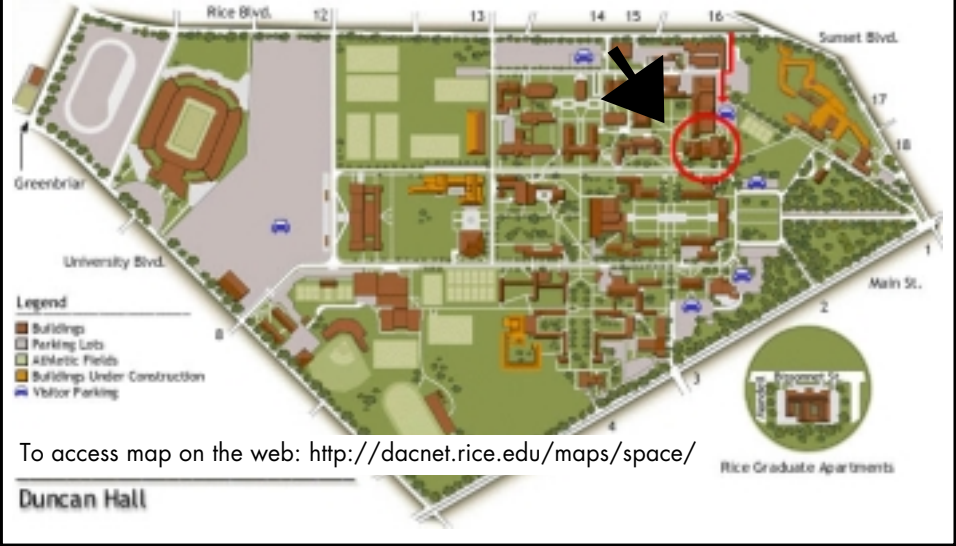 Rice Blvd.
12
13
14
15
16
Sunset Blvd.
17
18
Greenbriar
University Blvd.
1
Main St.
2
Legend
Buildings
Parking Lots
Athletic Fields
Buildings Under Construction
Visitor Parking
8
3
Bissonnet St.
4
To access map on the web: http://dacnet.rice.edu/maps/space/
Rice Graduate Apartments
Duncan Hall